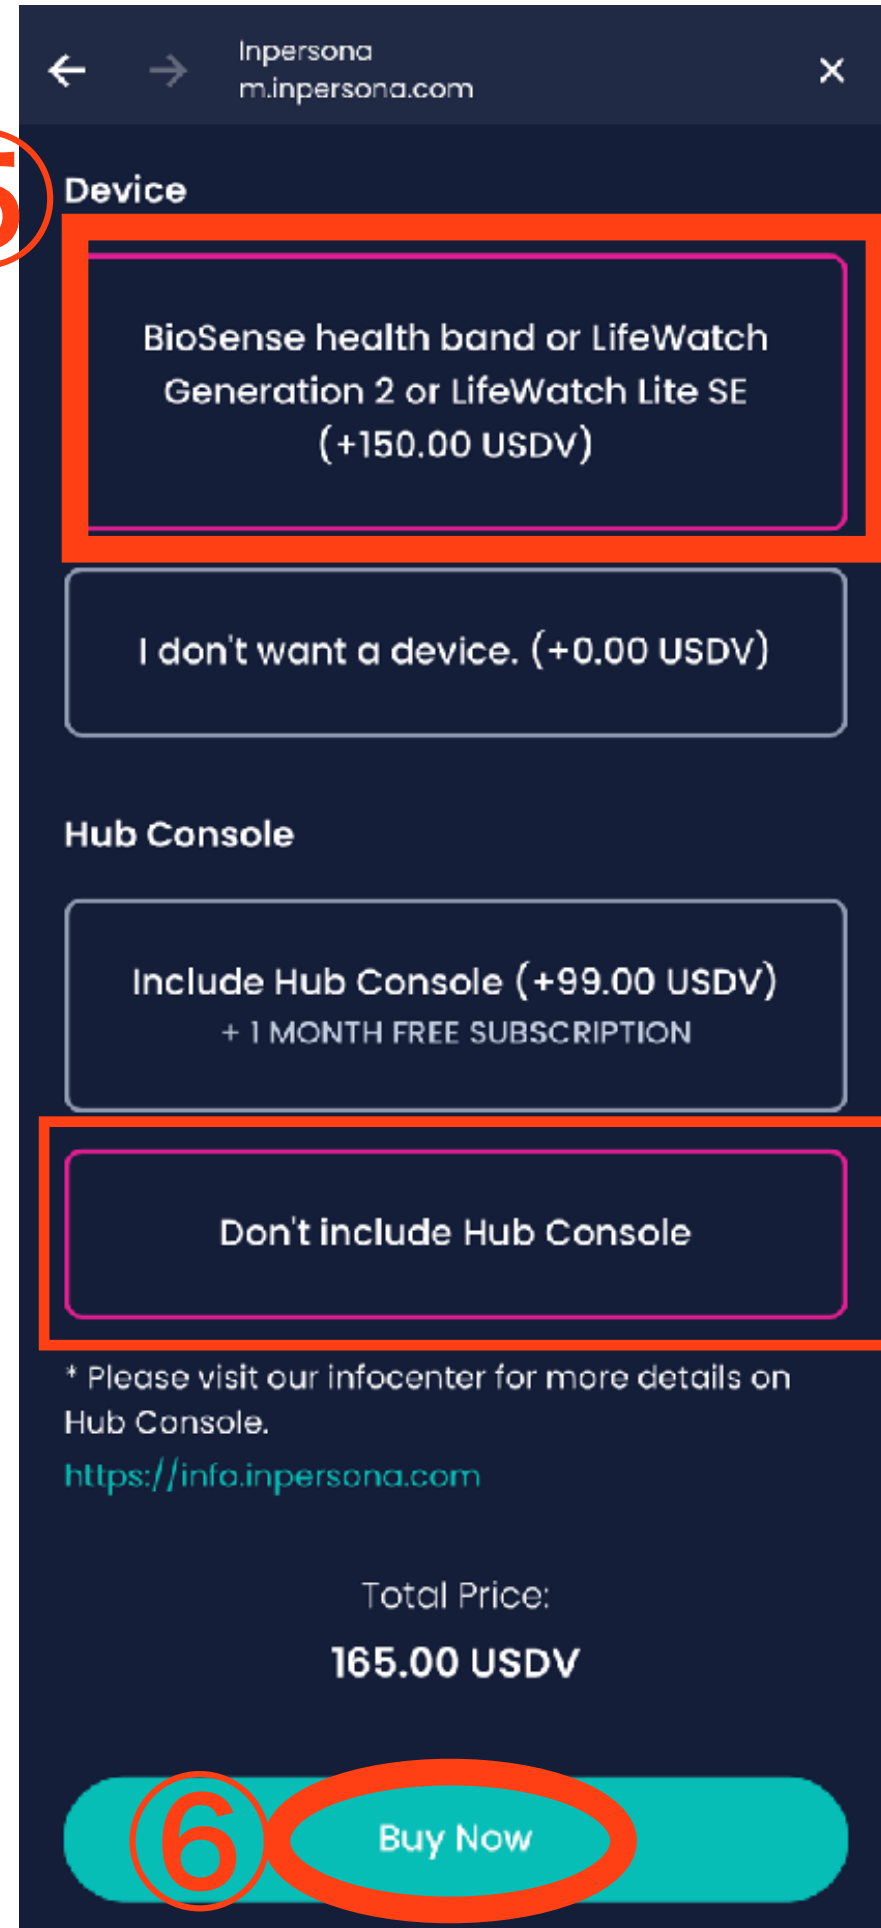 Inpersona
m.inpersona.com
5
Device
BioSense health band or LifeWatch
Generation 2 or LifeWatch Lite SE
(+150.00 USDV)
I don't want a device. (+0.00 USDV)
Hub Console
Include Hub Console (+99.00 USDV)
+ 1 MONTH FREE SUBSCRIPTION
Don't include Hub Console
* Please visit our infocenter for more details on
Hub Console.
https://info.inpersona.com
Total Price:
165.00 USDV
6
Buy Now